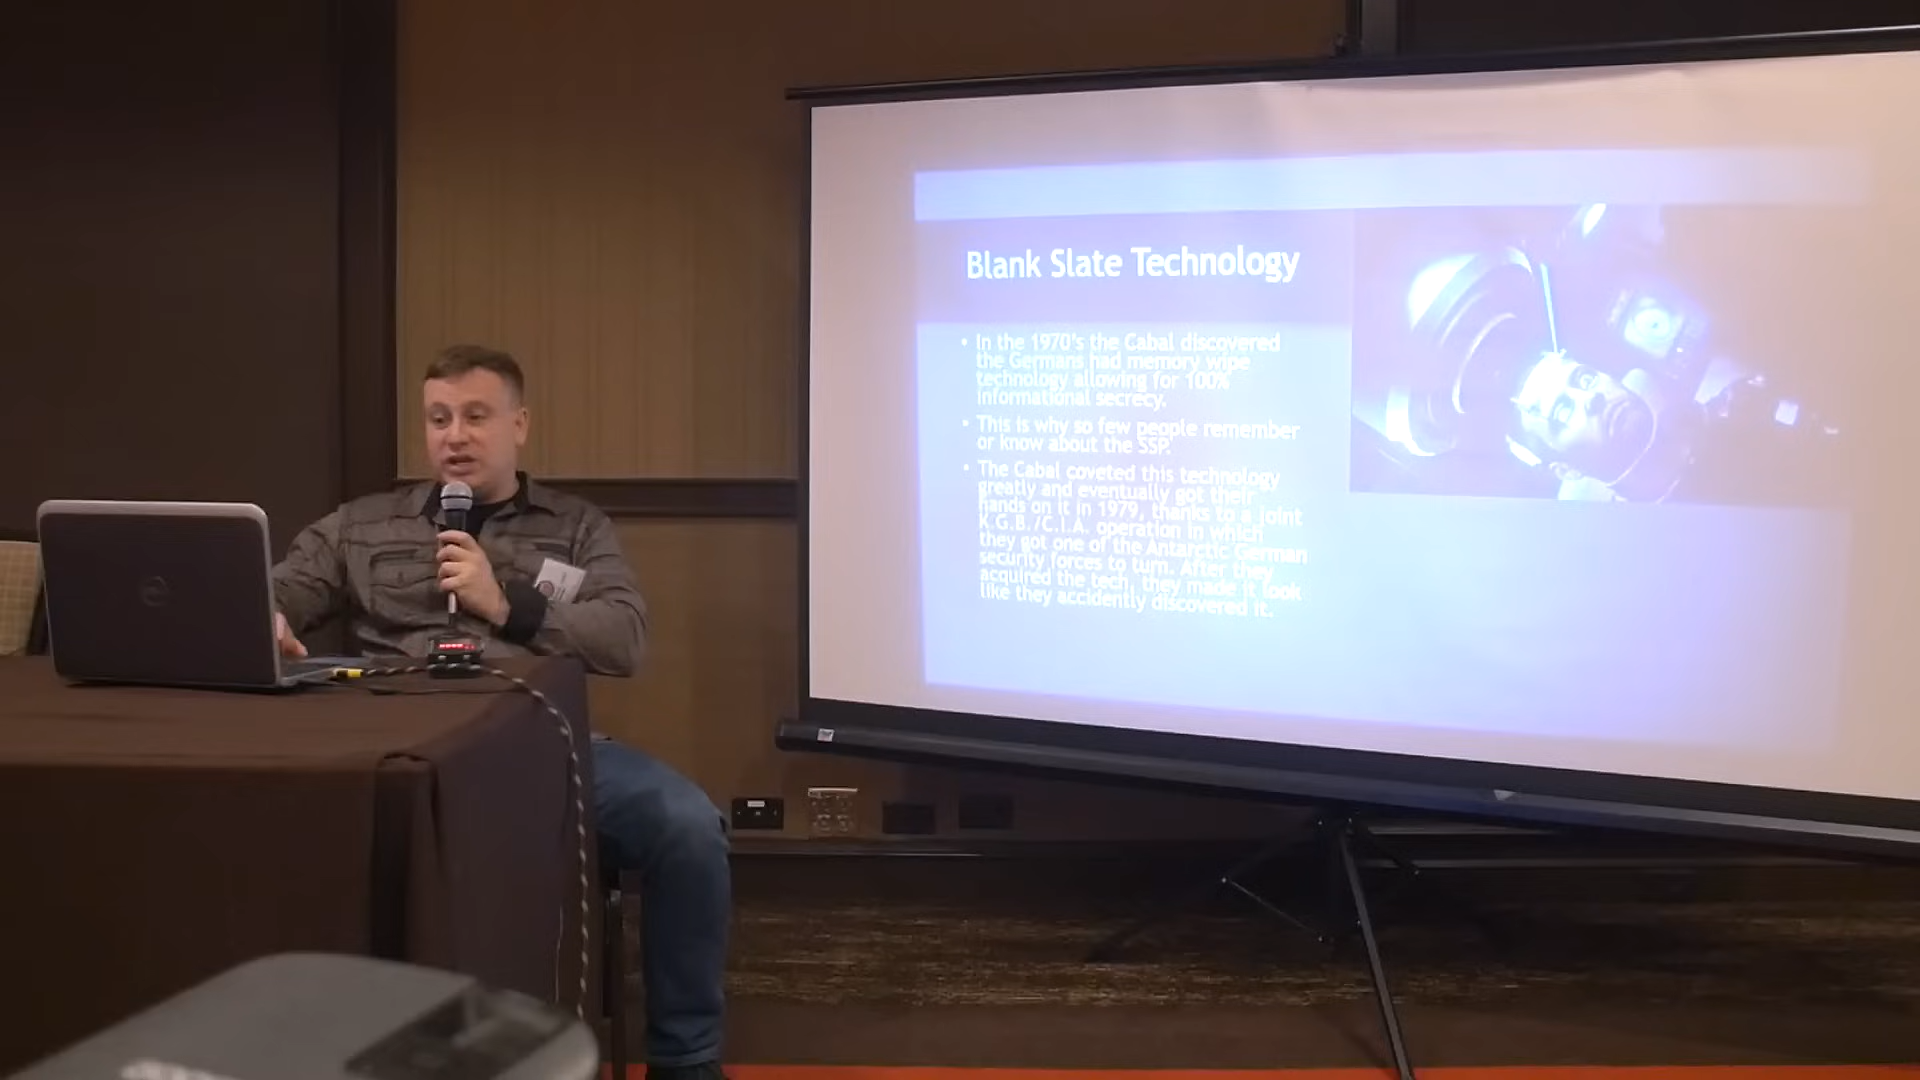 Blank Slate Technology
• In the 1970's the Cabal discovered
the Germans had memory wipe
technology allowing for 100%
informational secrecy.
• This is why so few people remember
or know about the SSP.
• The Cabal coveted this technology
greatly and eventually got their
hands on it in 1979, thanks to a joint
K.G.B./C.I.A. operation in which
they got one of the Antarctic German
security forces to turn. After they
acquired the tech, they made it look
like they accidently discovered it.